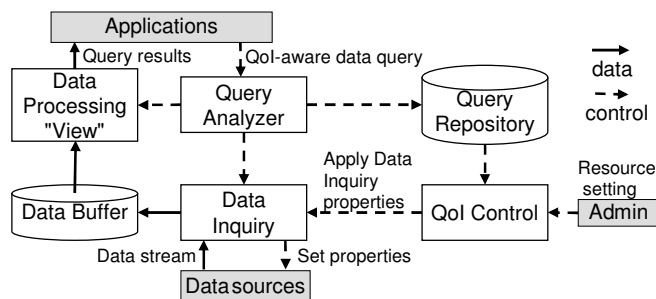 Applications
Query results
QoI-aware data query
data
control
Data
Processing
"View"
Query
Analyzer
Query
Repository
Apply Data
Inquiry
properties
Resource
setting
Data Buffer
Data
Inquiry
QoI Control
Admin
Data stream
Set properties
Data sources